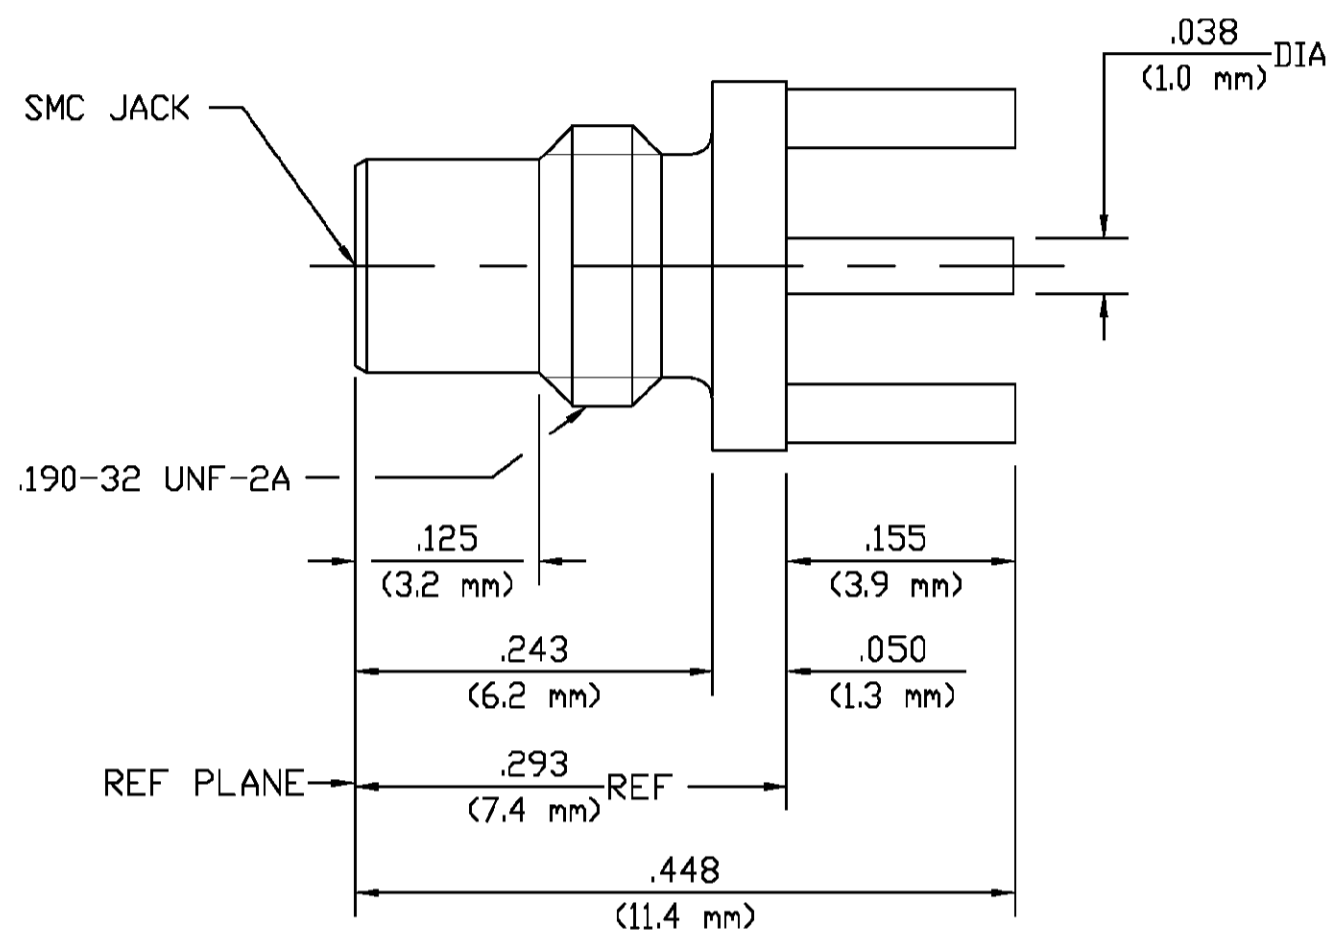 .038
DIA
(1.0 mm)
SMC JACK
.190-32 UNF-2A
.125
(3.2 mm)
.155
(3.9 mm)
.243
(6.2 mm)
.050
(1.3 mm)
REF PLANE
.293
REF
(7.4 mm)
.448
(11.4 mm)